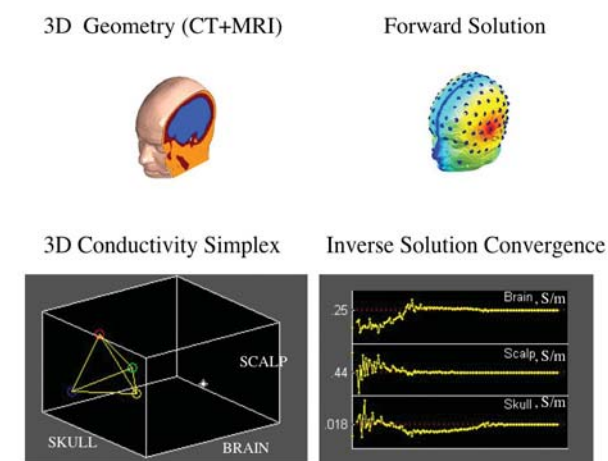 3D Geometry (CT+MRI)
Forward Solution
3D Conductivity Simplex
Inverse Solution Convergence
SCALP
SKULL
BRAIN
Brain, S/m
.25
Scalp, S/m
.44
Skull, S/m
.018